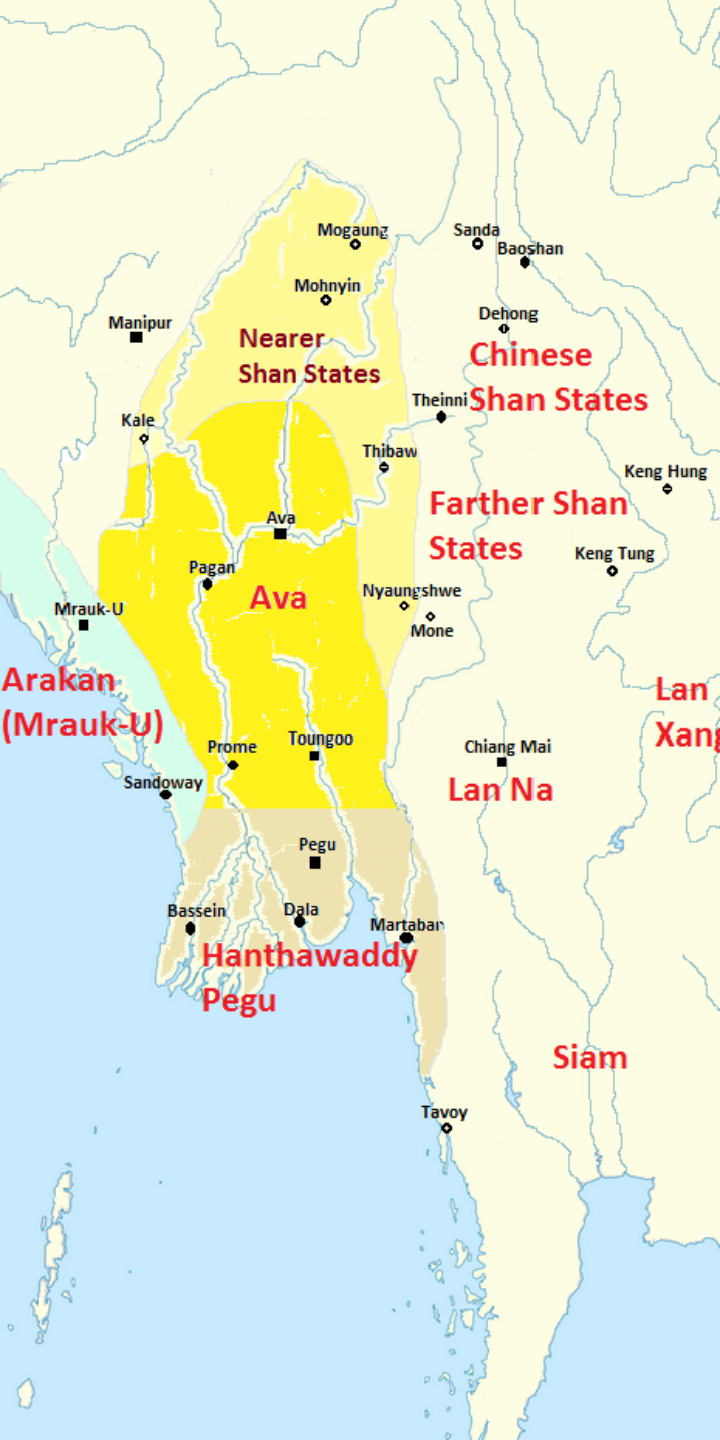 Mogaung
Sanda
Baoshan
Mohnyin
Manipur
Dehong
Nearer
Shan States
Chinese
Shan States
Theinni
Kale
Thibaw
Keng Hung
Farther Shan
States
Ava
Keng Tung
Pagan
Ava
Nyaungshwe
Mrauk-U
Mone
Arakan
(Mrauk-U)
Lan
Xang
Prome
Toungoo
Chiang Mai
Sandoway
Lan Na
Pegu
Bassein
Dala
Martaban
Hanthawaddy
Pegu
Siam
Tavoy